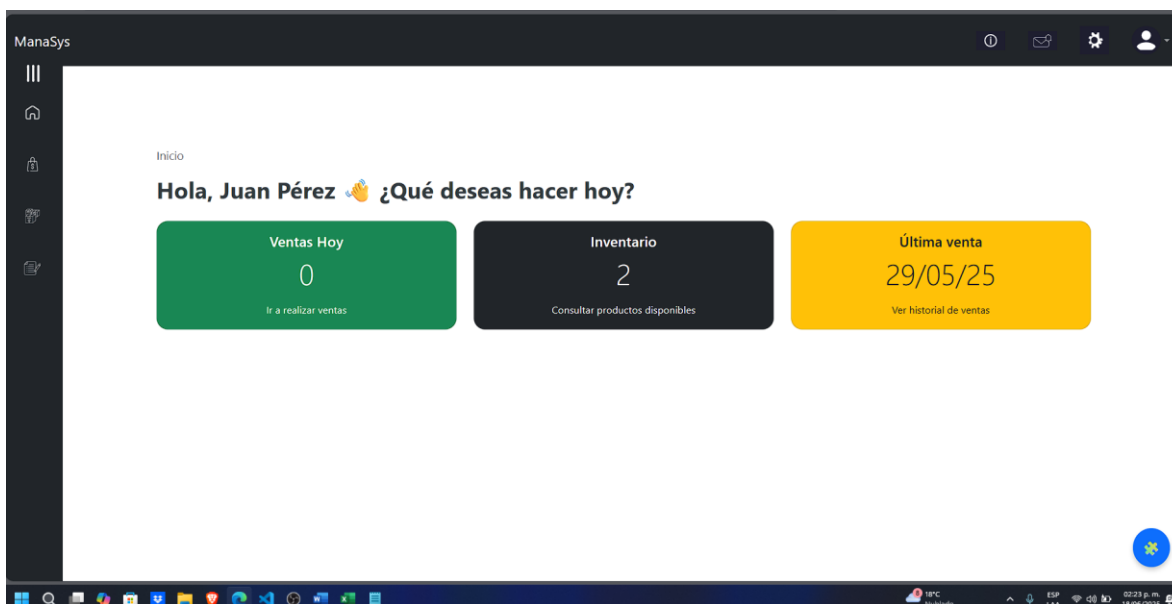 ManaSys
Inicio
Hola, Juan Pérez 👋 ¿Qué deseas hacer hoy?
Ventas Hoy
0
Ir a realizar ventas
Inventario
2
Consultar productos disponibles
Última venta
29/05/25
Ver historial de ventas
18°C
ESP
02:23 p. m.